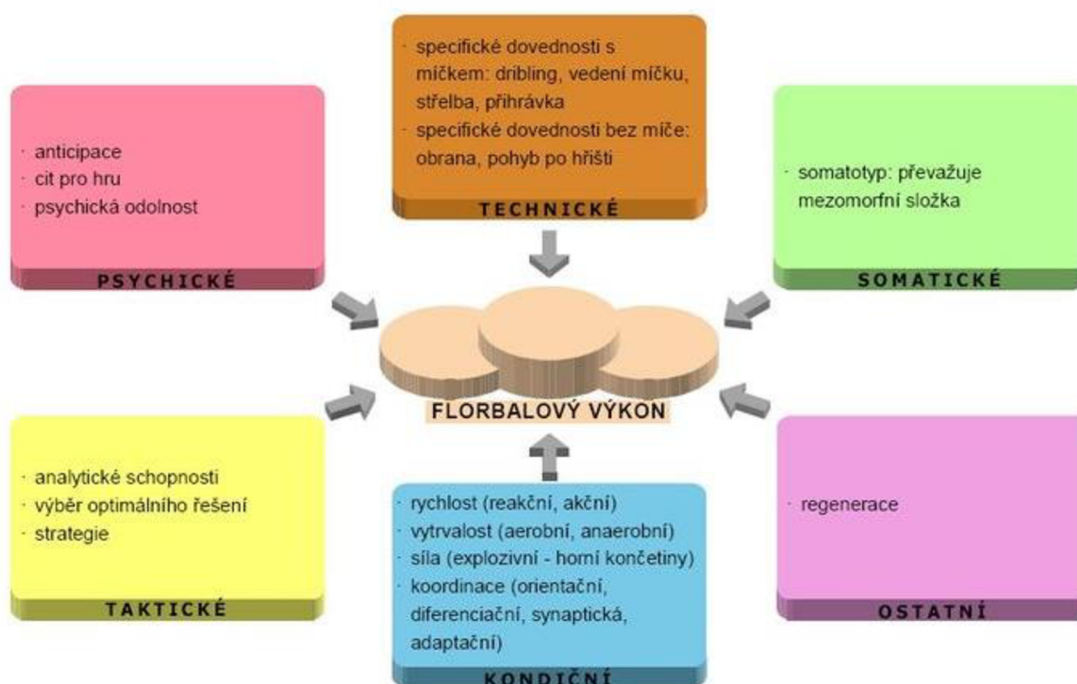 · specifické dovednosti s
míčkem: dribling, vedení míčku,
střelba, přihrávka
· specifické dovednosti bez míče:
obrana, pohyb po hřišti
TECHNICKÉ
· anticipace
· cit pro hru
· psychická odolnost
PSYCHICKÉ
· somatotyp: převažuje
mezomorfní složka
SOMATICKÉ
FLORBALOVÝ VÝKON
· analytické schopnosti
· výběr optimálního řešení
· strategie
TAKTICKÉ
· rychlost (reakční, akční)
· vytrvalost (aerobní, anaerobní)
· síla (explozivní - horní končetiny)
· koordinace (orientační,
diferenciační, synaptická,
adaptační)
KONDIČNÍ
· regenerace
OSTATNÍ